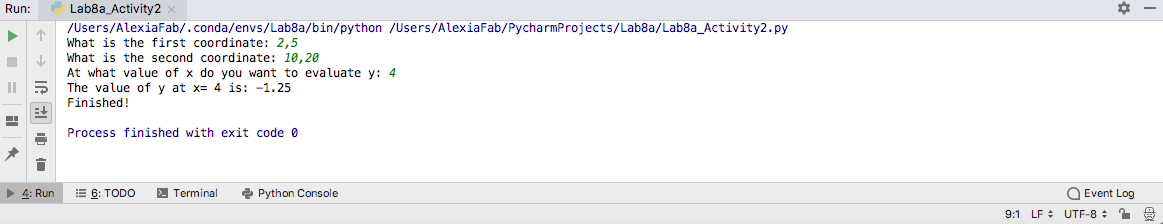 Run: Lab8a_Activity2 ×
/Users/AlexiaFab/.conda/envs/Lab8a/bin/python /Users/AlexiaFab/PycharmProjects/Lab8a/Lab8a_Activity2.py
What is the first coordinate: 2,5
What is the second coordinate: 10,20
At what value of x do you want to evaluate y: 4
The value of y at x= 4 is: -1.25
Finished!
Process finished with exit code 0
4: Run 6: TODO Terminal Python Console Event Log
9:1 LF UTF-8